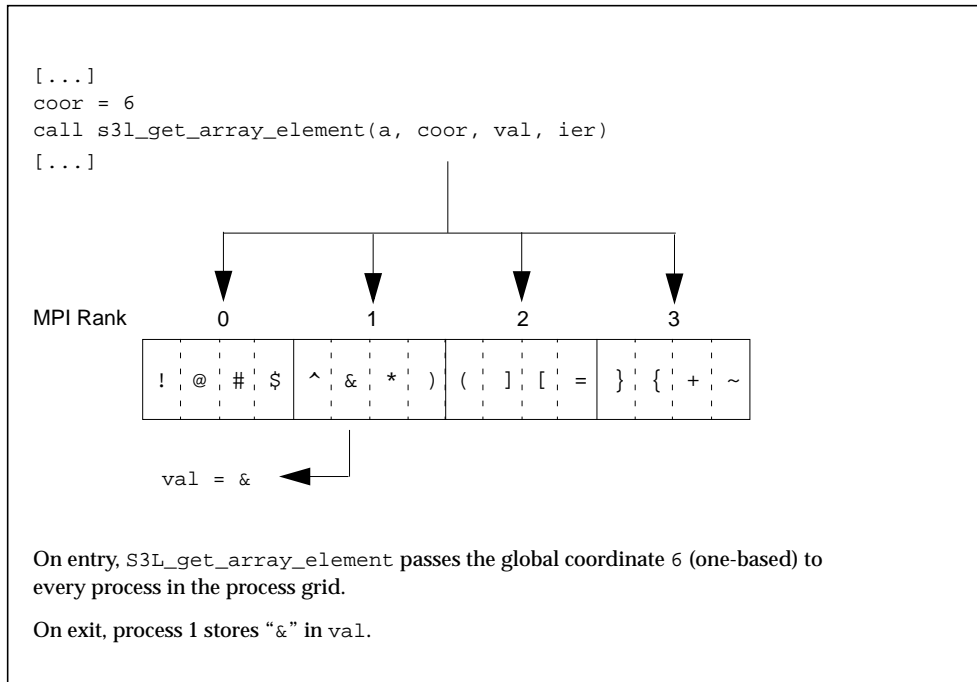 [...]
coor = 6
call s3l_get_array_element(a, coor, val, ier)
[...]
MPI Rank 0 1 2 3
! @ # $ ^ & * ) ( ] [ = } { + ~
val = &
On entry, S3L_get_array_element passes the global coordinate 6 (one-based) to
every process in the process grid.
On exit, process 1 stores “&” in val.